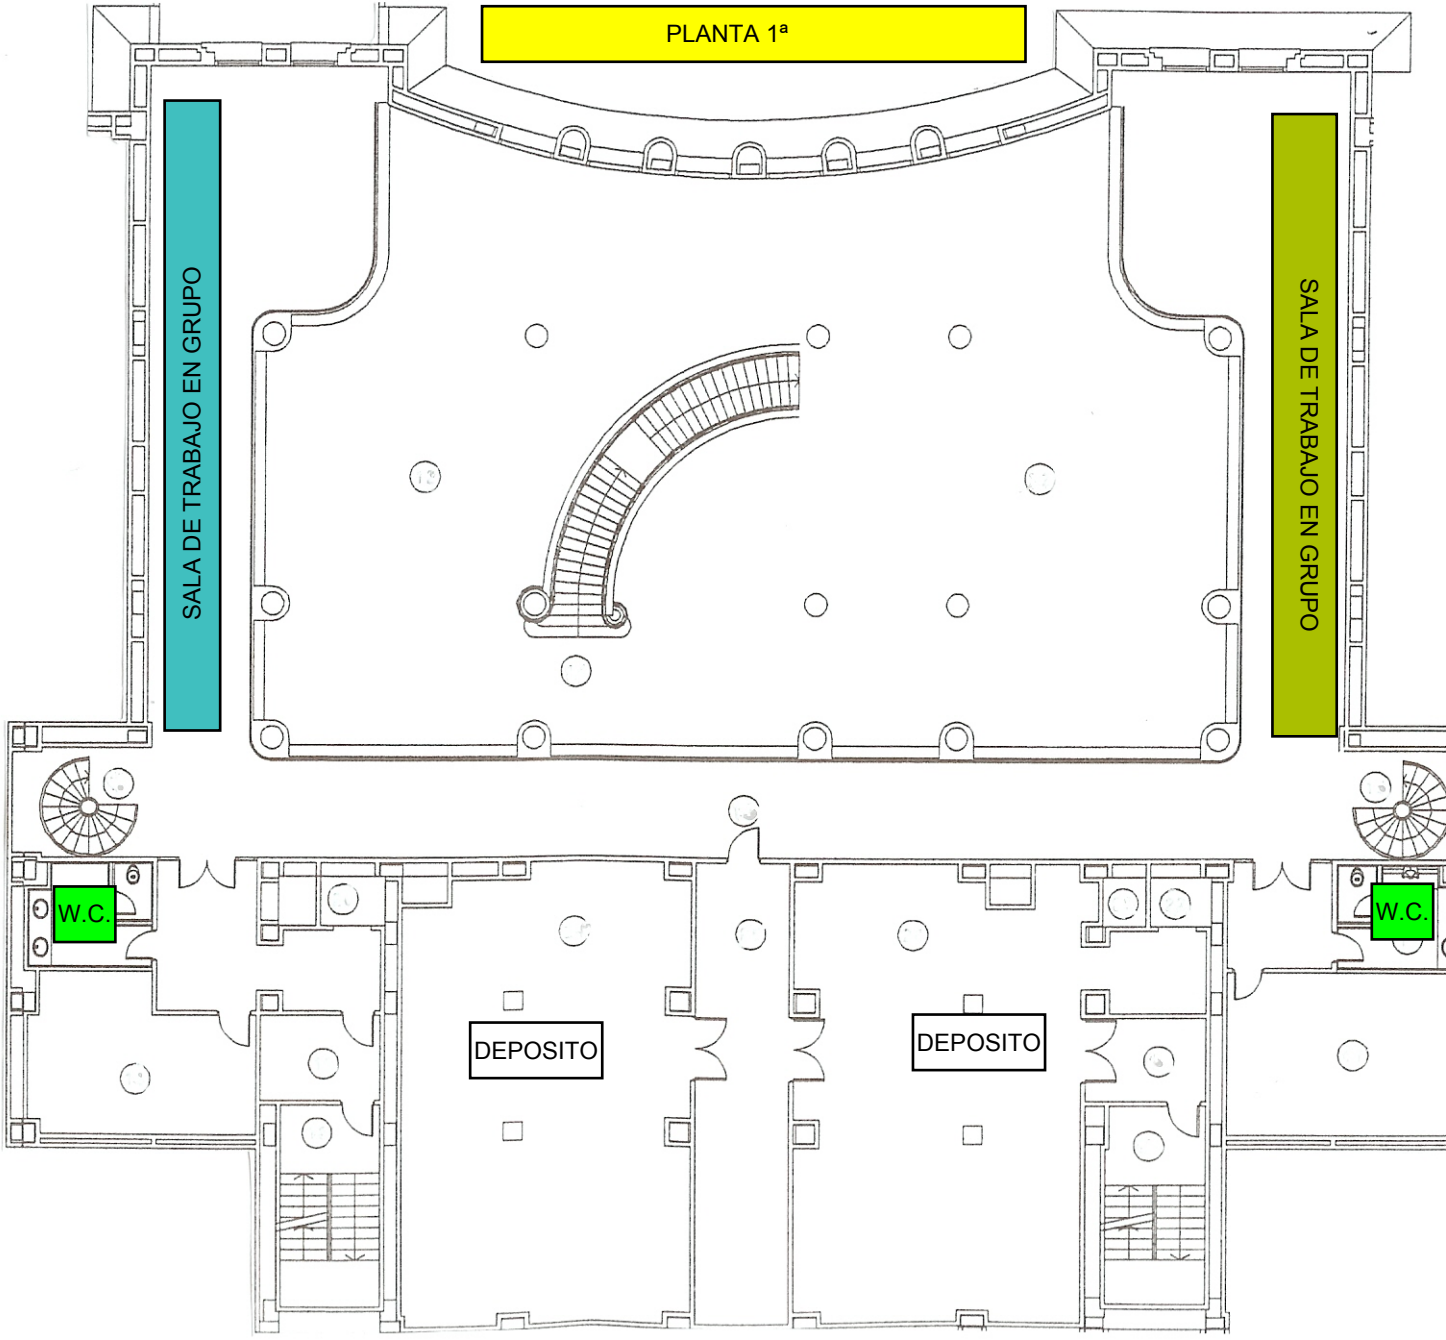 PLANTA 1ª
SALA DE TRABAJO EN GRUPO
SALA DE TRABAJO EN GRUPO
W.C.
W.C.
DEPOSITO
DEPOSITO